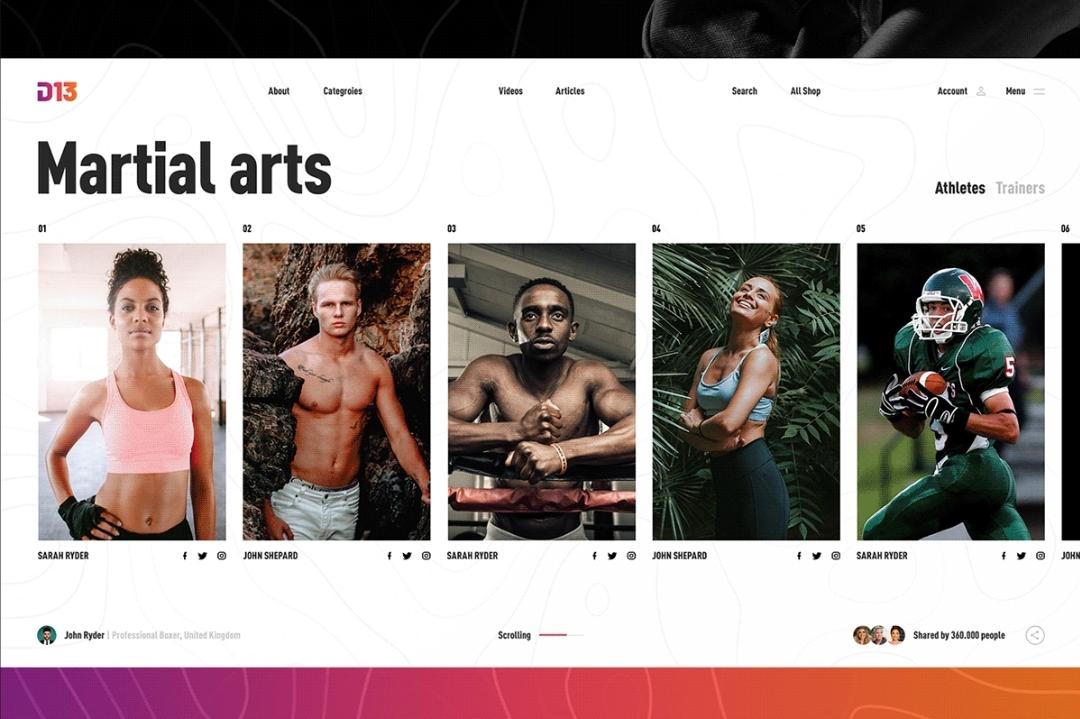 D13
About
Categroies
Videos
Articles
Search
All Shop
Account
Menu
Martial arts
Athletes Trainers
01
02
03
04
05
06
5
SARAH RYDER
JOHN SHEPARD
SARAH RYDER
JOHN SHEPARD
SARAH RYDER
JOHN
John Ryder | Professional Boxer, United Kingdom
Scrolling
Shared by 360.000 people